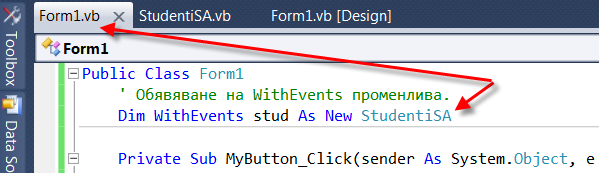 Form1.vb StudentiSA.vb Form1.vb [Design]
Form1
Public Class Form1
' Обявяване на WithEvents променлива.
Dim WithEvents stud As New StudentiSA
Private Sub MyButton_Click(sender As System.Object, e
Toolbox
Data So